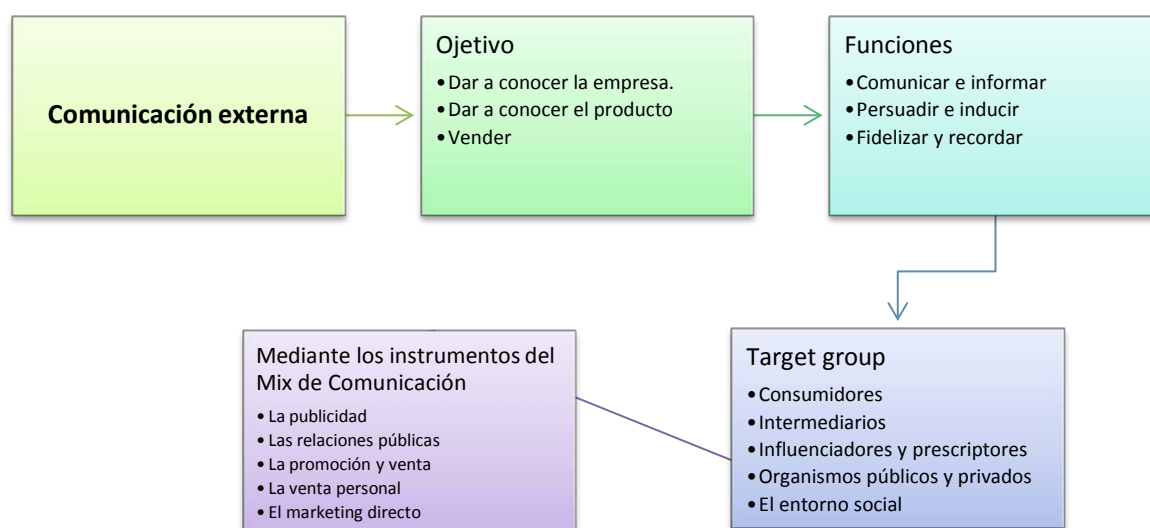 Comunicación externa
Ojetivo
•Dar a conocer la empresa.
•Dar a conocer el producto
•Vender
Funciones
•Comunicar e informar
•Persuadir e inducir
•Fidelizar y recordar
Mediante los instrumentos del
Mix de Comunicación
•La publicidad
•Las relaciones públicas
•La promoción y venta
•La venta personal
•El marketing directo
Target group
•Consumidores
•Intermediarios
•Influenciadores y prescriptores
•Organismos públicos y privados
•El entorno social